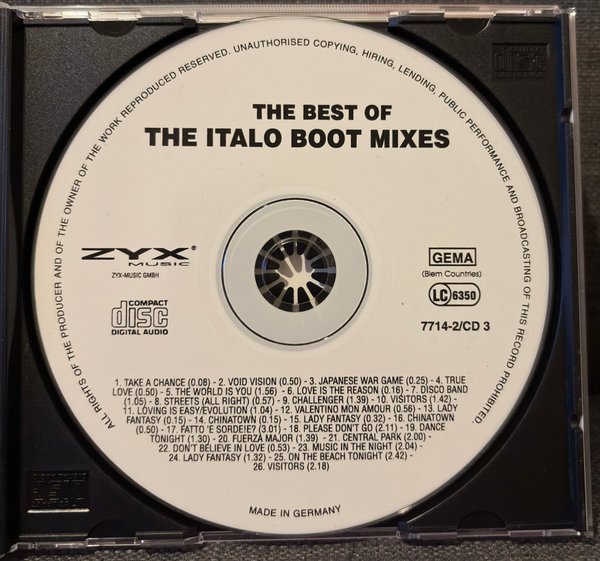 ALL RIGHTS OF THE PRODUCER AND OF THE OWNER OF THE WORK REPRODUCED RESERVED. UNAUTHORISED COPYING, HIRING, LENDING, PUBLIC PERFORMANCE AND BROADCASTING OF THIS RECORD PROHIBITED.
THE BEST OF
THE ITALO BOOT MIXES
ZYX®
MUSIC
ZYX-MUSIC GMBH
GEMA
(Biem Countries)
LC 6350
COMPACT
disc
DIGITAL AUDIO
7714-2/CD 3
1. TAKE A CHANCE (0.08) - 2. VOID VISION (0.50) - 3. JAPANESE WAR GAME (0.25) - 4. TRUE
LOVE (0.50) - 5. THE WORLD IS YOU (1.56) - 6. LOVE IS THE REASON (0.16) - 7. DISCO BAND
(1.05) - 8. STREETS (ALL RIGHT) (0.57) - 9. CHALLENGER (1.39) - 10. VISITORS (1.42) -
11. LOVING IS EASY/EVOLUTION (1.04) - 12. VALENTINO MON AMOUR (0.56) - 13. LADY
FANTASY (0.15) - 14. CHINATOWN (0.15) - 15. LADY FANTASY (0.32) - 16. CHINATOWN
(0.50) - 17. FATTO 'E SORDEIE? (3.01) - 18. PLEASE DON'T GO (2.11) - 19. DANCE
TONIGHT (1.30) - 20. FUERZA MAJOR (1.39) - 21. CENTRAL PARK (2.00) -
22. DON'T BELIEVE IN LOVE (0.53) - 23. MUSIC IN THE NIGHT (2.04) -
24. LADY FANTASY (1.32) - 25. ON THE BEACH TONIGHT (2.42) -
26. VISITORS (2.18)
MADE IN GERMANY